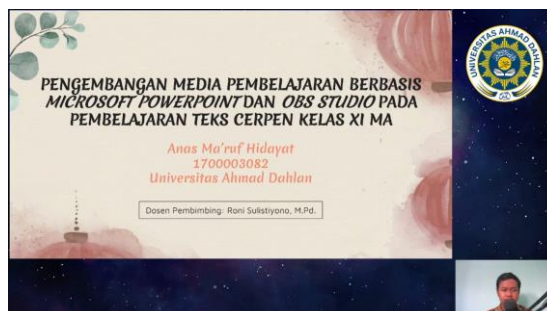 PENGEMBANGAN MEDIA PEMBELAJARAN BERBASIS
MICROSOFT POWERPOINT DAN OBS STUDIO PADA
PEMBELAJARAN TEKS CERPEN KELAS XI MA
Anas Ma'ruf Hidayat
1700003082
Universitas Ahmad Dahlan
Dosen Pembimbing: Roni Sulistiyono, M.Pd.
UNIVERSITAS AHMAD DAHLAN